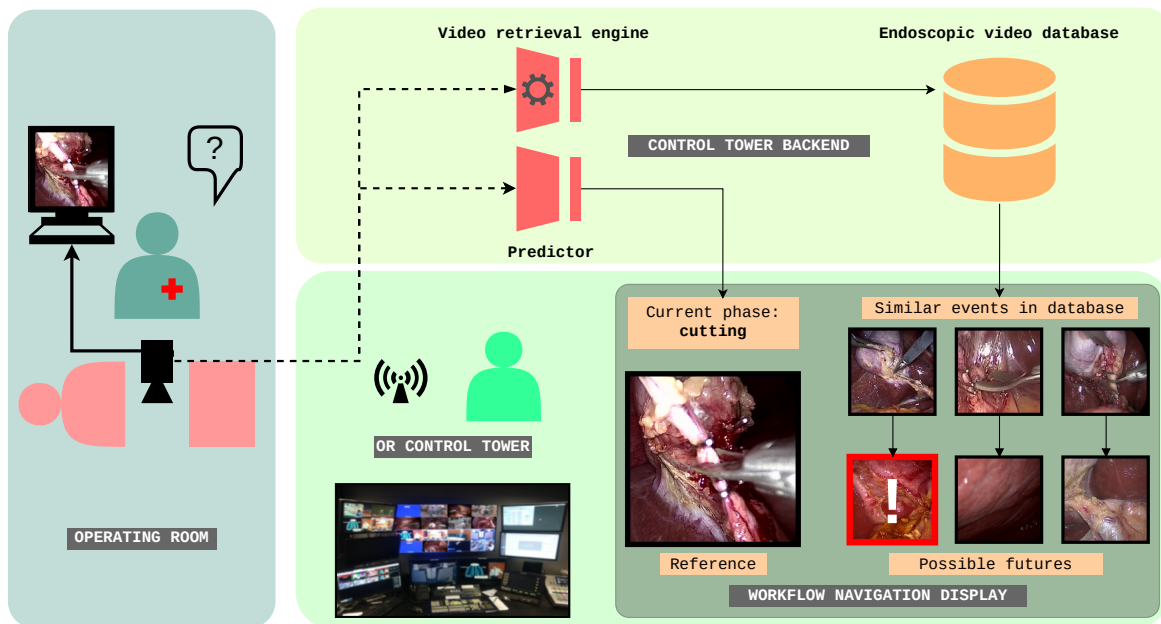 Video retrieval engine
Endoscopic video database
?
CONTROL TOWER BACKEND
Predictor
Current phase:
cutting
Similar events in database
OR CONTROL TOWER
!
OPERATING ROOM
Reference
Possible futures
WORKFLOW NAVIGATION DISPLAY